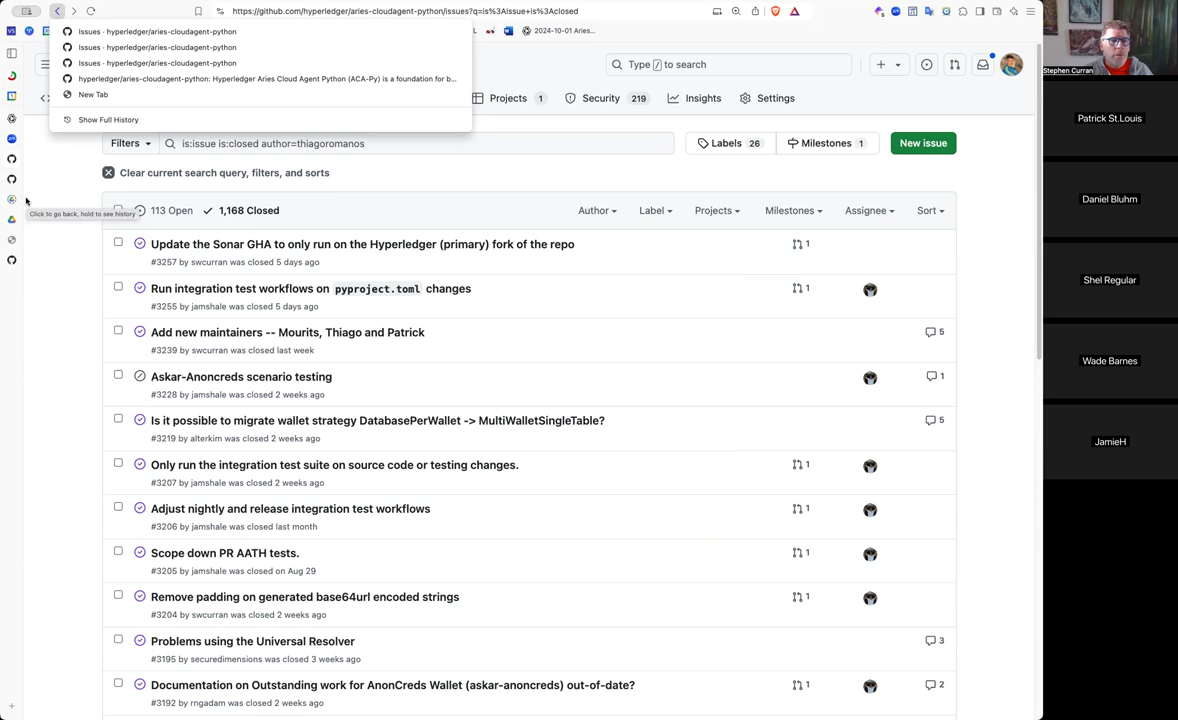 https://github.com/hyperledger/aries-cloudagent-python/issues?q=is%3Aissue+is%3Aclosed
Issues · hyperledger/aries-cloudagent-python
Issues · hyperledger/aries-cloudagent-python
Issues · hyperledger/aries-cloudagent-python
hyperledger/aries-cloudagent-python: Hyperledger Aries Cloud Agent Python (ACA-Py) is a foundation for b...
New Tab
Show Full History
2024-10-01 Aries...
Type / to search
Projects 1
Security 219
Insights
Settings
Filters
is:issue is:closed author=thiagoromanos
Labels 26
Milestones 1
New issue
Clear current search query, filters, and sorts
Click to go back, hold to see history
113 Open
1,168 Closed
Author
Label
Projects
Milestones
Assignee
Sort
Update the Sonar GHA to only run on the Hyperledger (primary) fork of the repo
1
#3257 by swcurran was closed 5 days ago
Run integration test workflows on pyproject.toml changes
1
#3255 by jamshale was closed 5 days ago
Add new maintainers -- Mourits, Thiago and Patrick
5
#3239 by swcurran was closed last week
Askar-Anoncreds scenario testing
1
#3228 by jamshale was closed 2 weeks ago
Is it possible to migrate wallet strategy DatabasePerWallet -> MultiWalletSingleTable?
5
#3219 by alterkim was closed 2 weeks ago
Only run the integration test suite on source code or testing changes.
1
#3207 by jamshale was closed 2 weeks ago
Adjust nightly and release integration test workflows
1
#3206 by jamshale was closed last month
Scope down PR AATH tests.
1
#3205 by jamshale was closed on Aug 29
Remove padding on generated base64url encoded strings
1
#3204 by swcurran was closed 2 weeks ago
Problems using the Universal Resolver
3
#3195 by securedimensions was closed 3 weeks ago
Documentation on Outstanding work for AnonCreds Wallet (askar-anoncreds) out-of-date?
1
2
#3192 by rngadam was closed 2 weeks ago
Stephen Curran
Patrick St.Louis
Daniel Bluhm
Shel Regular
Wade Barnes
JamieH